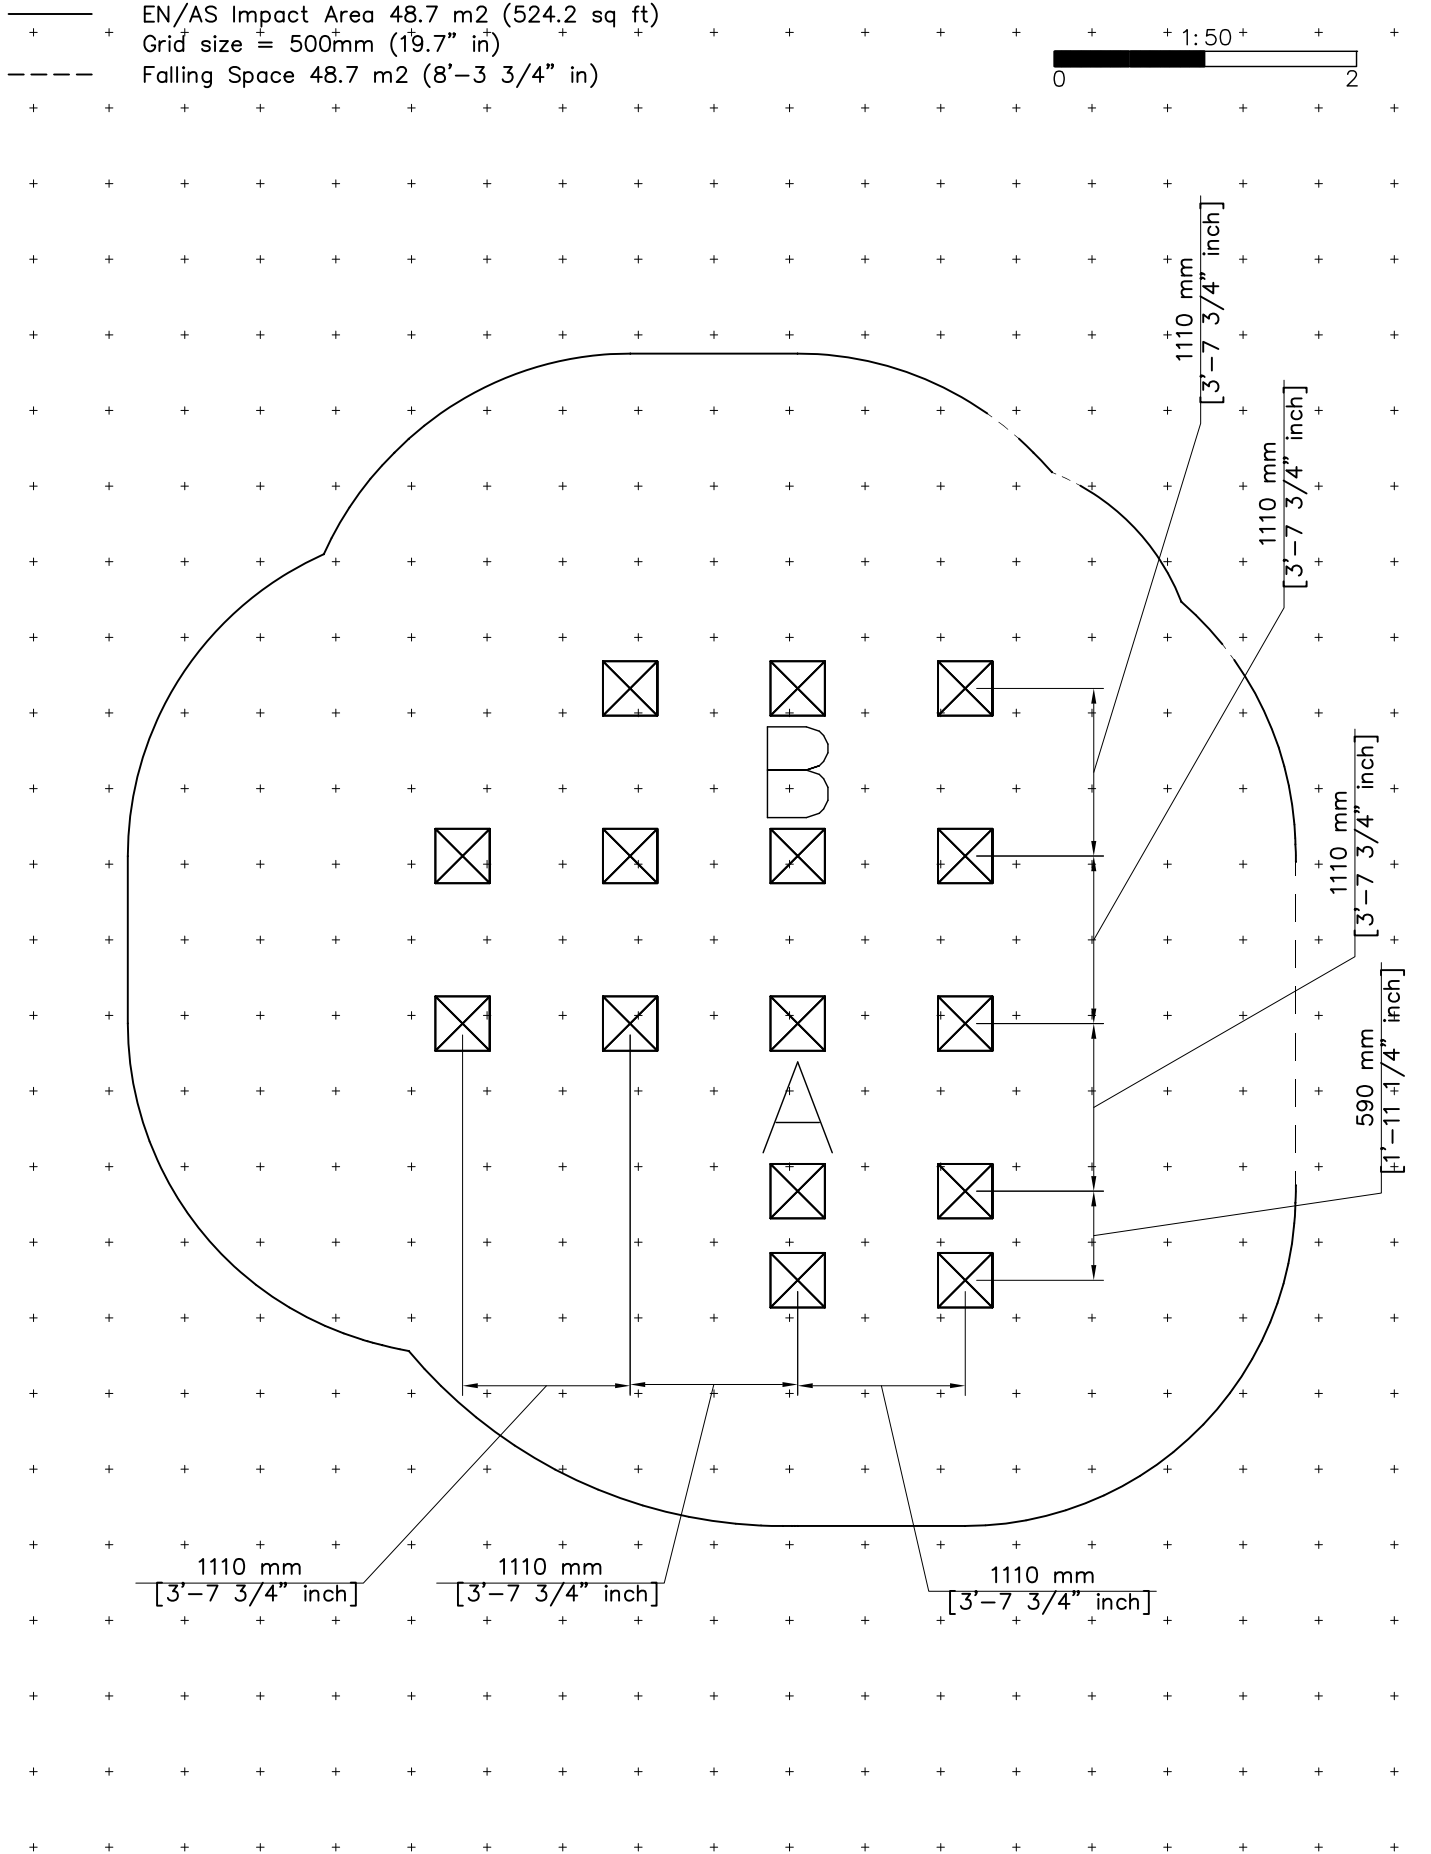 EN/AS Impact Area 48.7 m2 (524.2 sq ft)
Grid size = 500mm (19.7" in)
Falling Space 48.7 m2 (8'-3 3/4" in)
1:50
0 2
1110 mm
[3'-7 3/4" inch]
1110 mm
[3'-7 3/4" inch]
1110 mm
[3'-7 3/4" inch]
590 mm
[1'-11 1/4" inch]
B
A
1110 mm
[3'-7 3/4" inch]
1110 mm
[3'-7 3/4" inch]
1110 mm
[3'-7 3/4" inch]